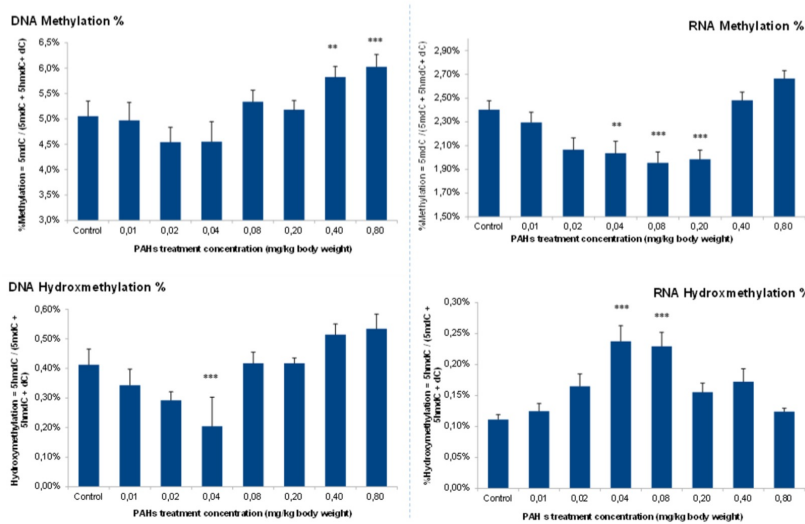 DNA Methylation %
%Methylation = 5mdC / (5mdC + 5hmdC+ dC)
6,5%
6,0%
5,5%
5,0%
4,5%
4,0%
3,5%
3,0%
**
***
Control 0,01 0,02 0,04 0,08 0,20 0,40 0,80
PAHs treatment concentration (mg/kg body weight)
RNA Methylation %
%Methylation = 5mdC / (5mdC + 5hmdC + dC)
2,90%
2,70%
2,50%
2,30%
2,10%
1,90%
1,70%
1,50%
**
***
***
Control 0,01 0,02 0,04 0,08 0,20 0,40 0,80
PAHs treatment concentration (mg/kg body weight)
DNA Hydroxmethylation %
Hydroxymethylation = 5hmdC / (5mdC +
5hmdC + dC)
0,60%
0,50%
0,40%
0,30%
0,20%
0,10%
0,00%
***
Control 0,01 0,02 0,04 0,08 0,20 0,40 0,80
PAHs treatment concentration (mg/kg body weight)
RNA Hydroxmethylation %
%Hydroxymethylation = 5hmdC / (5mdC +
5hmdC + dC)
0,30%
0,25%
0,20%
0,15%
0,10%
0,05%
0,00%
***
***
Control 0,01 0,02 0,04 0,08 0,20 0,40 0,80
PAH s treatment concentration (mg/kg body weight)